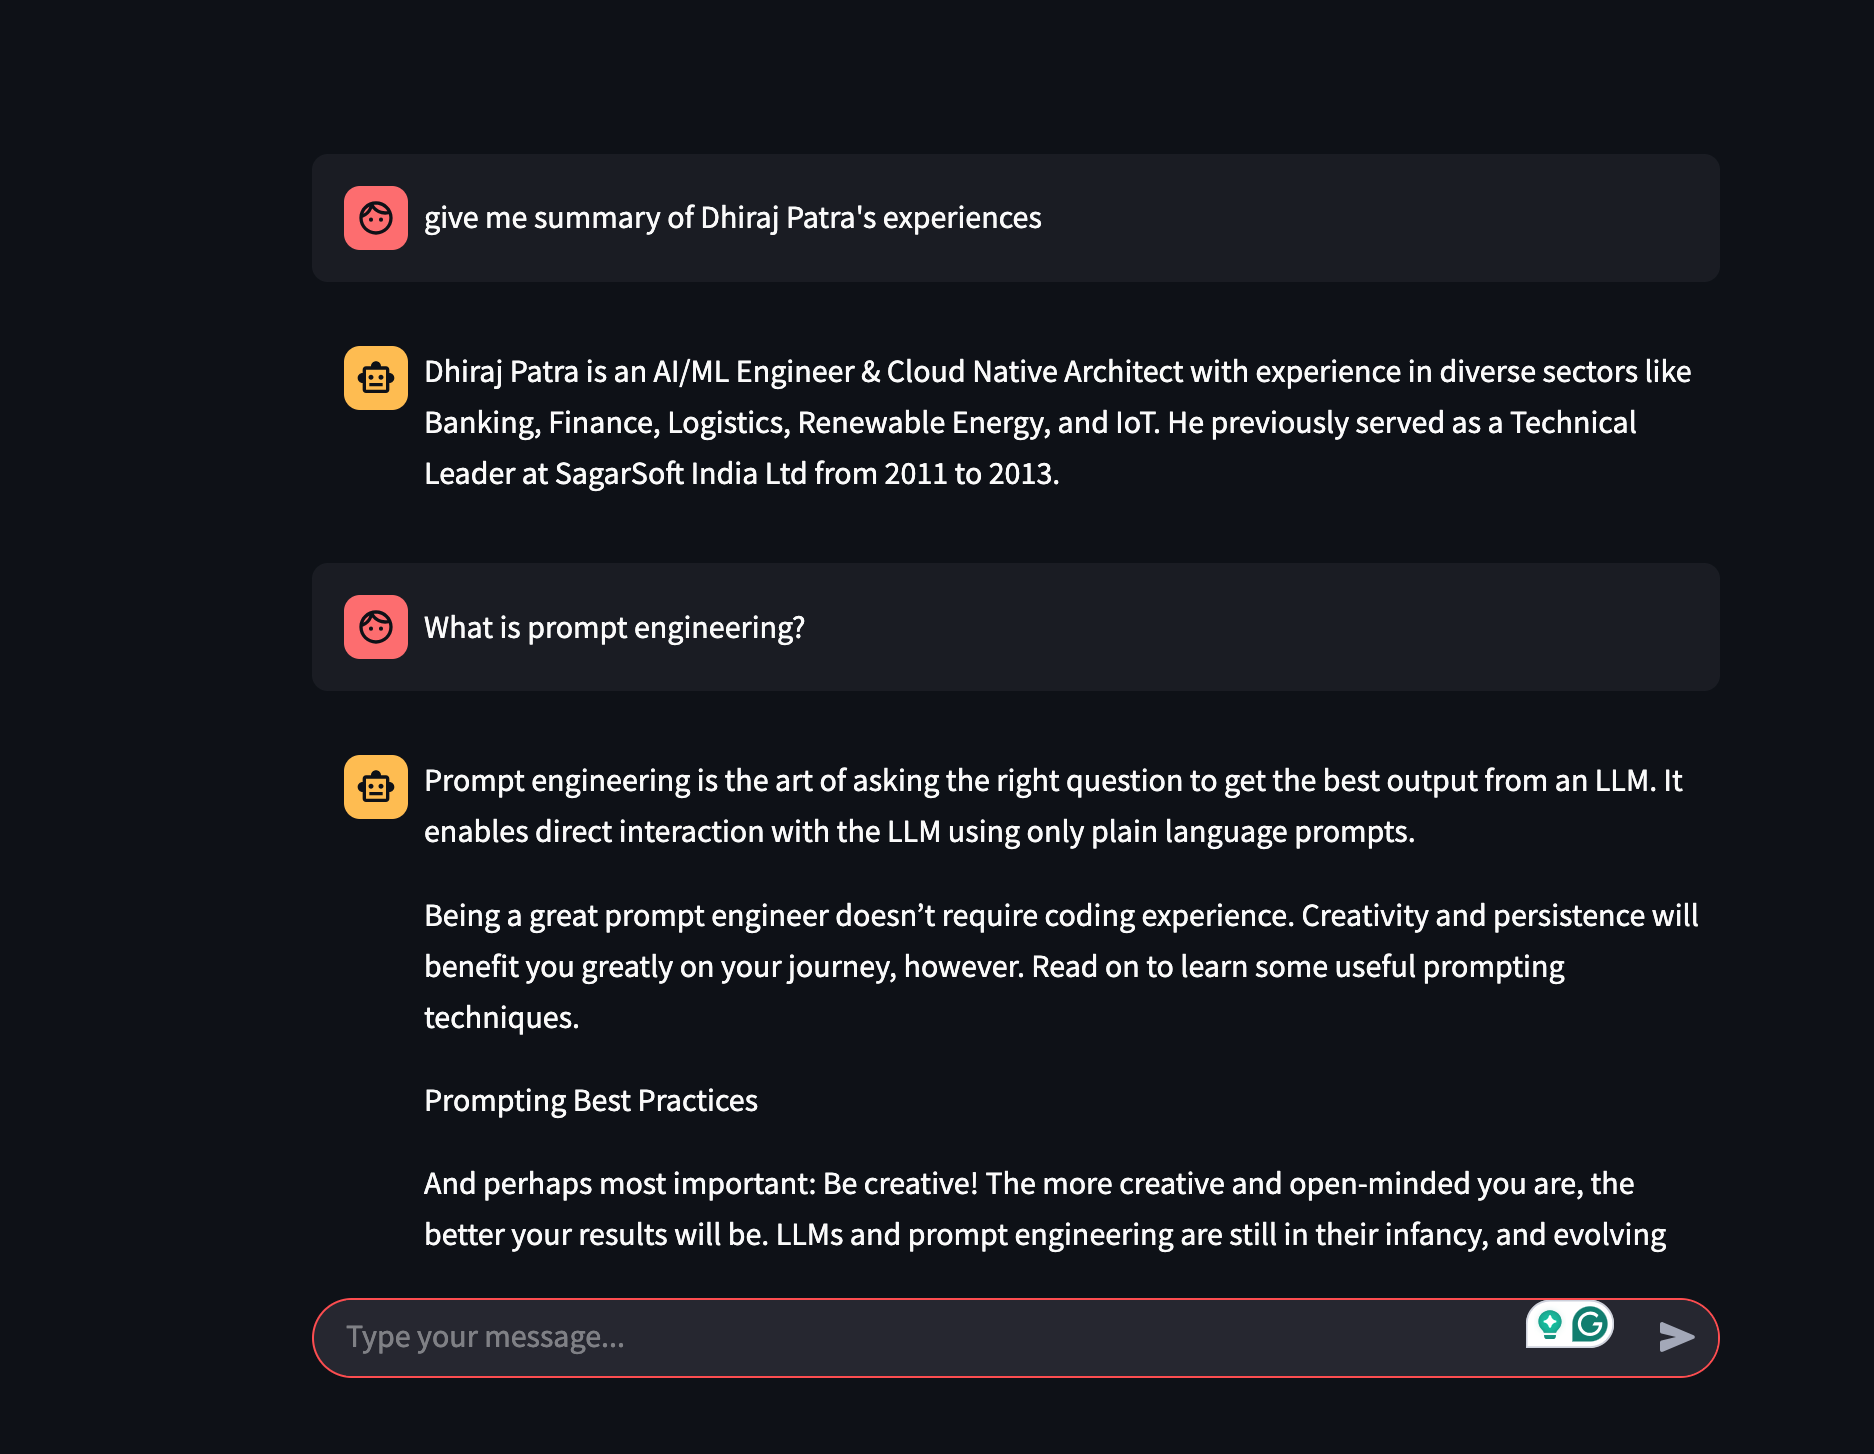 give me summary of Dhiraj Patra's experiences
Dhiraj Patra is an AI/ML Engineer & Cloud Native Architect with experience in diverse sectors like
Banking, Finance, Logistics, Renewable Energy, and IoT. He previously served as a Technical
Leader at SagarSoft India Ltd from 2011 to 2013.
What is prompt engineering?
Prompt engineering is the art of asking the right question to get the best output from an LLM. It
enables direct interaction with the LLM using only plain language prompts.
Being a great prompt engineer doesn’t require coding experience. Creativity and persistence will
benefit you greatly on your journey, however. Read on to learn some useful prompting
techniques.
Prompting Best Practices
And perhaps most important: Be creative! The more creative and open-minded you are, the
better your results will be. LLMs and prompt engineering are still in their infancy, and evolving
Type your message...